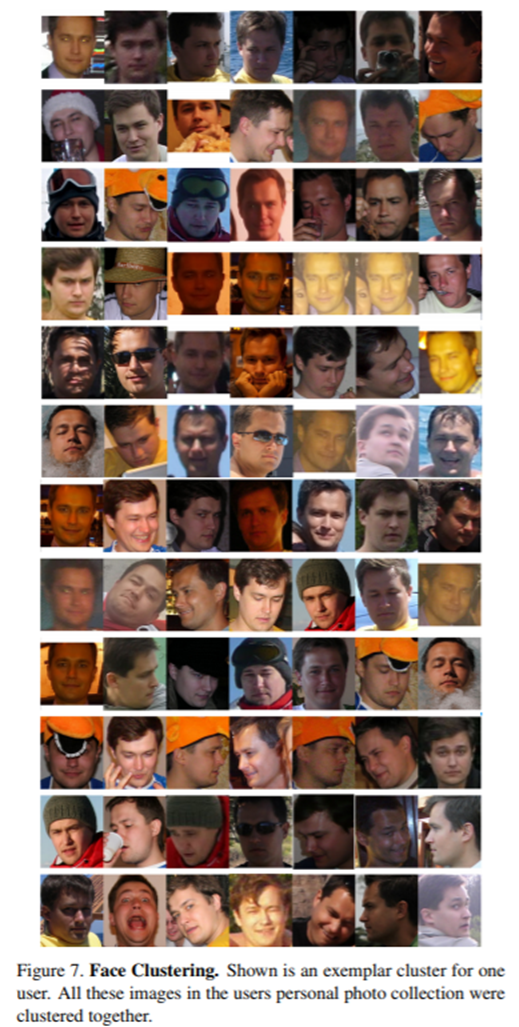 Figure 7. Face Clustering. Shown is an exemplar cluster for one
user. All these images in the users personal photo collection were
clustered together.